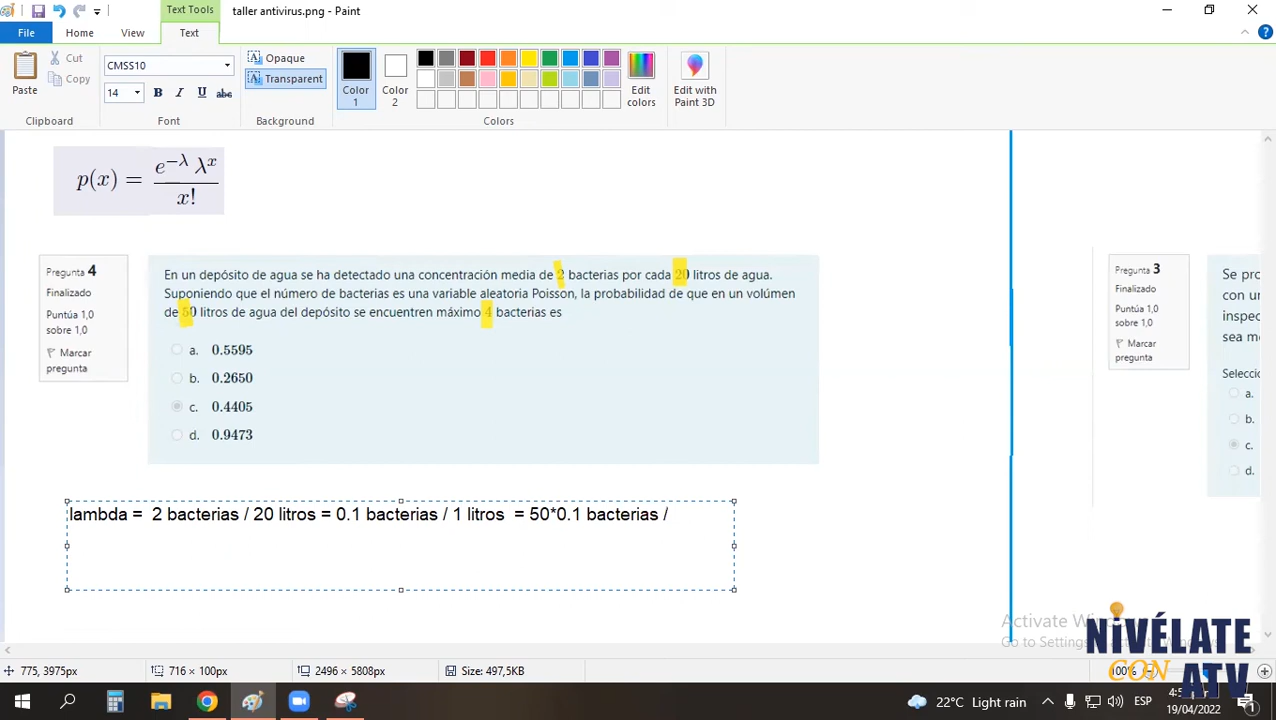 Text Tools
taller antivirus.png - Paint
File
Home
View
Text
Paste
Cut
Copy
Clipboard
CMSS10
14
B I U abc
Font
Opaque
Transparent
Background
Color 1
Color 2
Edit colors
Edit with Paint 3D
Colors
p(x) = e^{-λ} λ^x / x!
Pregunta 4
Finalizado
Puntúa 1,0
sobre 1,0
Marcar
pregunta
En un depósito de agua se ha detectado una concentración media de 2 bacterias por cada 20 litros de agua.
Suponiendo que el número de bacterias es una variable aleatoria Poisson, la probabilidad de que en un volúmen
de 50 litros de agua del depósito se encuentren máximo 4 bacterias es
a. 0.5595
b. 0.2650
c. 0.4405
d. 0.9473
Pregunta 3
Finalizado
Puntúa 1,0
sobre 1,0
Marcar
pregunta
Se pro
con un
inspec
sea m
Selecci
a.
b.
c.
d.
lambda = 2 bacterias / 20 litros = 0.1 bacterias / 1 litros = 50*0.1 bacterias /
Activate
Go to Settings
NiVÉLATE
CON
ATV
775, 3975px
716 × 100px
2496 × 5808px
Size: 497,5KB
100%
22°C Light rain
ESP
19/04/2022
1